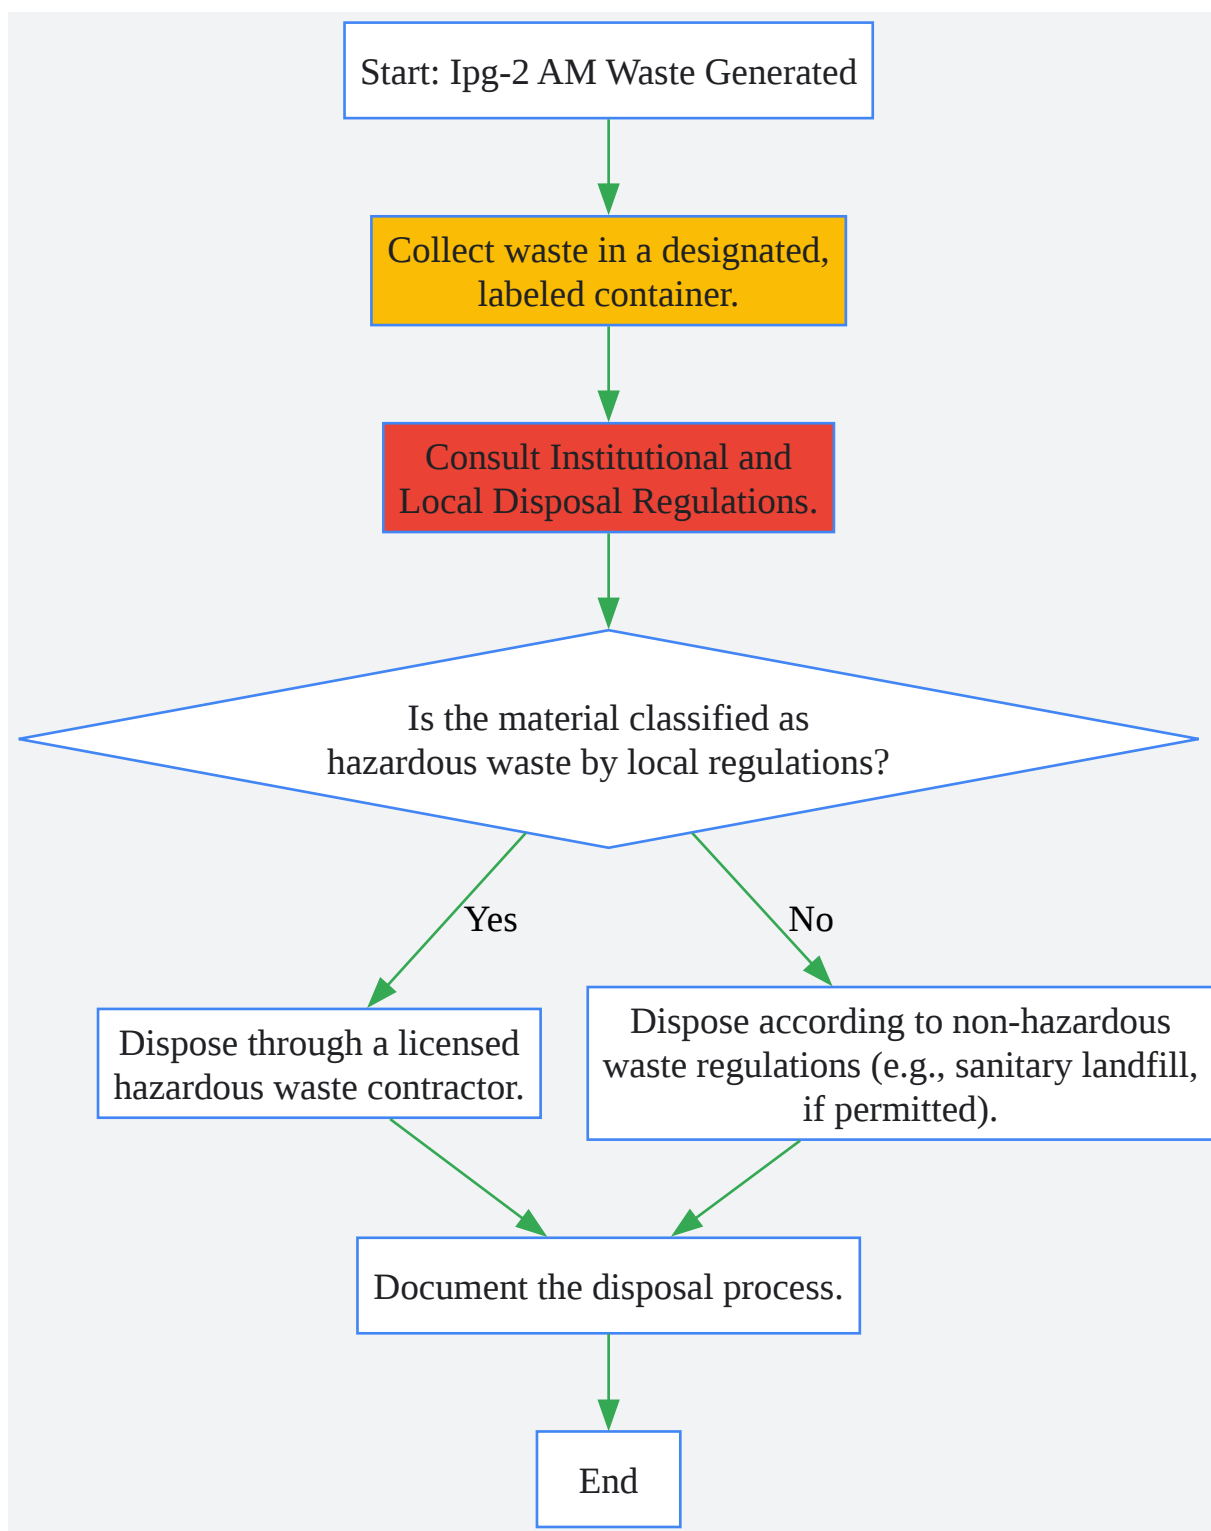 Start: Ipg-2 AM Waste Generated
Collect waste in a designated,
labeled container.
Consult Institutional and
Local Disposal Regulations.
Is the material classified as
hazardous waste by local regulations?
Yes
No
Dispose through a licensed
hazardous waste contractor.
Dispose according to non-hazardous
waste regulations (e.g., sanitary landfill,
if permitted).
Document the disposal process.
End